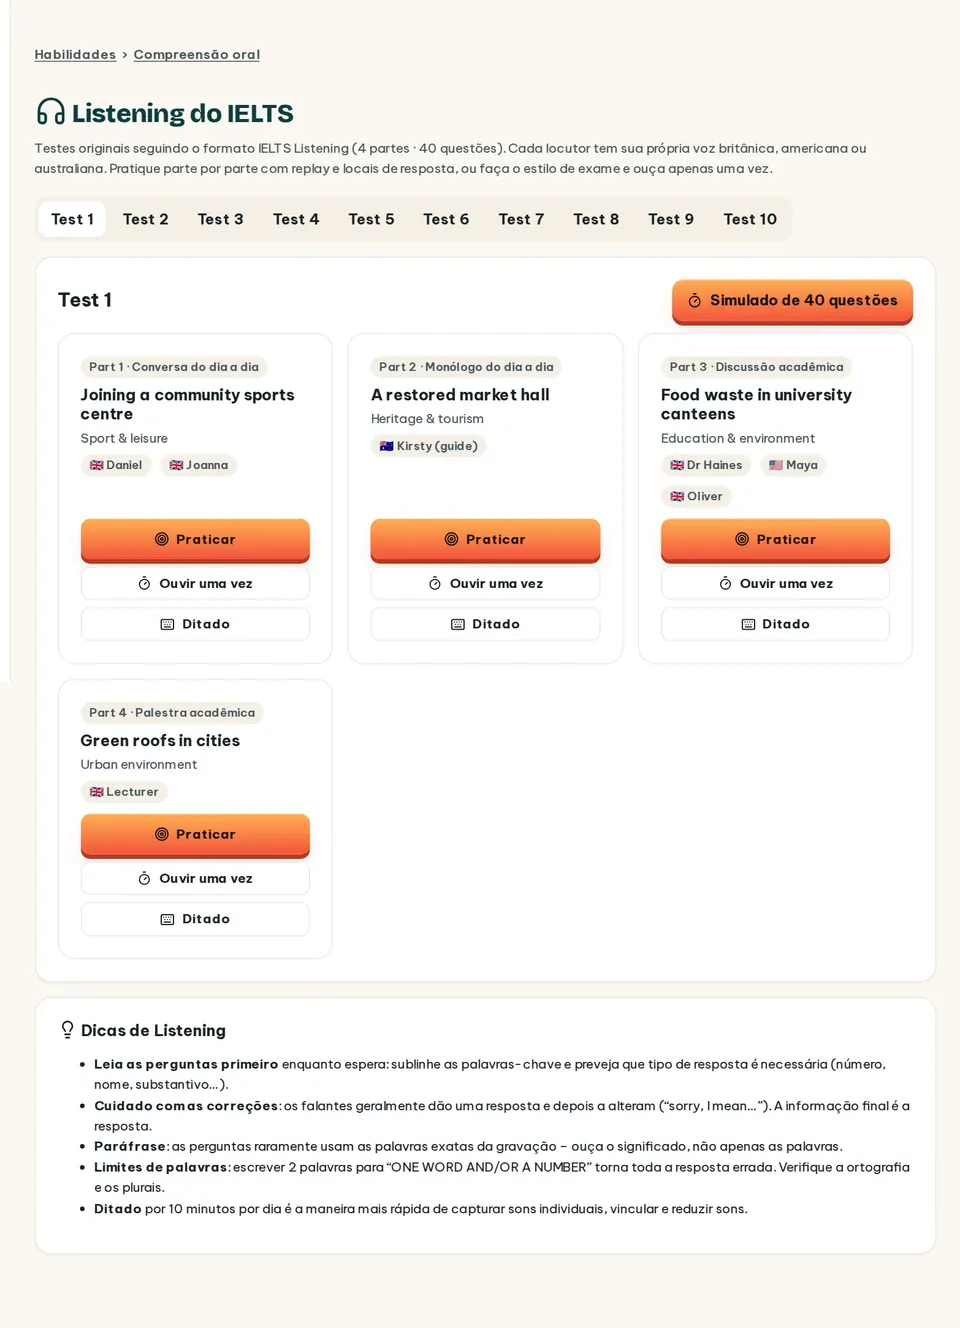 Habilidades › Compreensão oral
Listening do IELTS
Testes originais seguindo o formato IELTS Listening (4 partes · 40 questões). Cada locutor tem sua própria voz britânica, americana ou
australiana. Pratique parte por parte com replay e locais de resposta, ou faça o estilo de exame e ouça apenas uma vez.
Test 1 Test 2 Test 3 Test 4 Test 5 Test 6 Test 7 Test 8 Test 9 Test 10
Test 1
Simulado de 40 questões
Part 1 · Conversa do dia a dia
Joining a community sports
centre
Sport & leisure
Daniel Joanna
Praticar
Ouvir uma vez
Ditado
Part 2 · Monólogo do dia a dia
A restored market hall
Heritage & tourism
Kirsty (guide)
Praticar
Ouvir uma vez
Ditado
Part 3 · Discussão acadêmica
Food waste in university
canteens
Education & environment
Dr Haines Maya
Oliver
Praticar
Ouvir uma vez
Ditado
Part 4 · Palestra acadêmica
Green roofs in cities
Urban environment
Lecturer
Praticar
Ouvir uma vez
Ditado
Dicas de Listening
• Leia as perguntas primeiro enquanto espera: sublinhe as palavras-chave e preveja que tipo de resposta é necessária (número,
nome, substantivo…).
• Cuidado com as correções: os falantes geralmente dão uma resposta e depois a alteram (“sorry, I mean…”). A informação final é a
resposta.
• Paráfrase: as perguntas raramente usam as palavras exatas da gravação – ouça o significado, não apenas as palavras.
• Limites de palavras: escrever 2 palavras para “ONE WORD AND/OR A NUMBER” torna toda a resposta errada. Verifique a ortografia
e os plurais.
• Ditado por 10 minutos por dia é a maneira mais rápida de capturar sons individuais, vincular e reduzir sons.